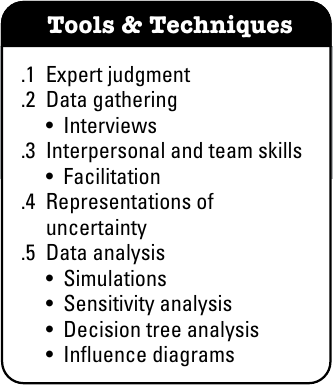 Tools & Techniques
.1 Expert judgment
.2 Data gathering
• Interviews
.3 Interpersonal and team skills
• Facilitation
.4 Representations of
uncertainty
.5 Data analysis
• Simulations
• Sensitivity analysis
• Decision tree analysis
• Influence diagrams